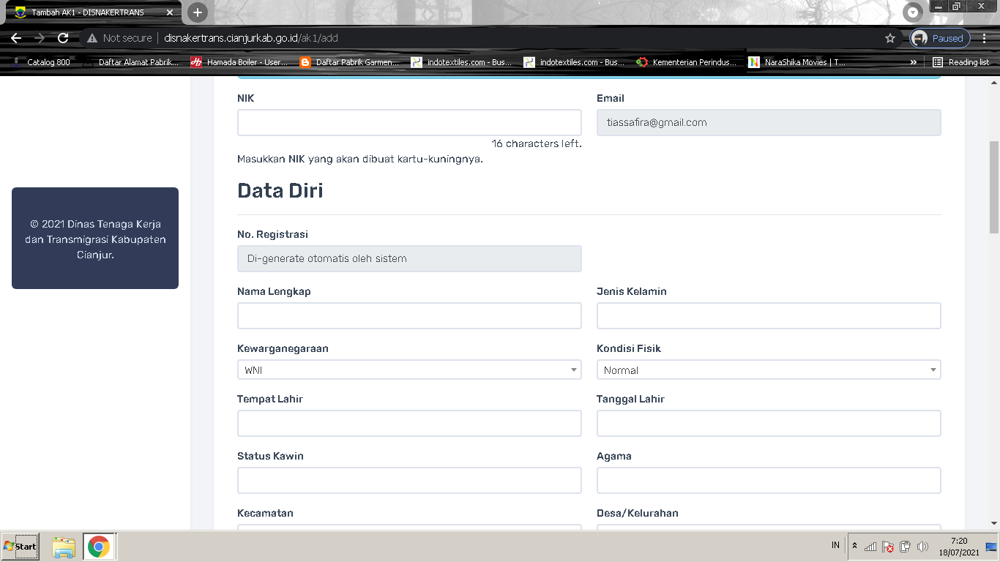 Tambah AK1 - DISNAKERTRANS
Not secure | disnakertrans.cianjurkab.go.id/ak1/add
Paused
Catalog 800
Daftar Alamat Pabrik...
Hamada Boiler - User...
Daftar Pabrik Garmen...
indotextiles.com - Bus...
indotextiles.com - Bus...
Kementerian Perindus...
NaraShika Movies | T...
»
Reading list
NIK
Email
tiassafira@gmail.com
16 characters left.
Masukkan NIK yang akan dibuat kartu-kuningnya.
Data Diri
© 2021 Dinas Tenaga Kerja
dan Transmigrasi Kabupaten
Cianjur.
No. Registrasi
Di-generate otomatis oleh sistem
Nama Lengkap
Jenis Kelamin
Kewarganegaraan
Kondisi Fisik
WNI
Normal
Tempat Lahir
Tanggal Lahir
Status Kawin
Agama
Kecamatan
Desa/Kelurahan
Start
IN
7:20
18/07/2021